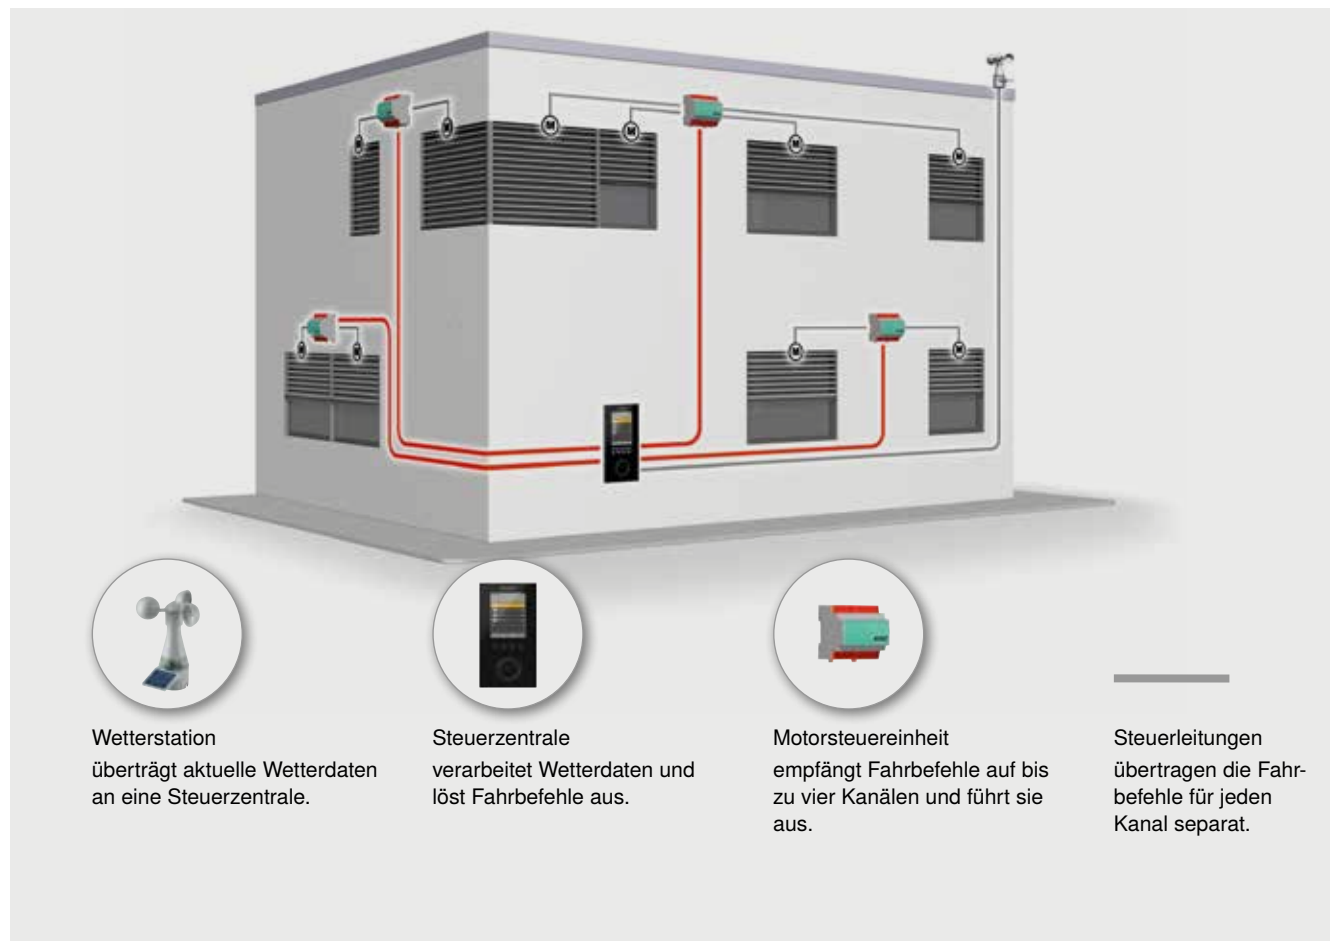 M
M
M
M
M
M
M
M
M
M
Wetterstation
überträgt aktuelle Wetterdaten
an eine Steuerzentrale.
Steuerzentrale
verarbeitet Wetterdaten und
löst Fahrbefehle aus.
Motorsteuereinheit
empfängt Fahrbefehle auf bis
zu vier Kanälen und führt sie
aus.
Steuerleitungen
übertragen die Fahr-
befehle für jeden
Kanal separat.